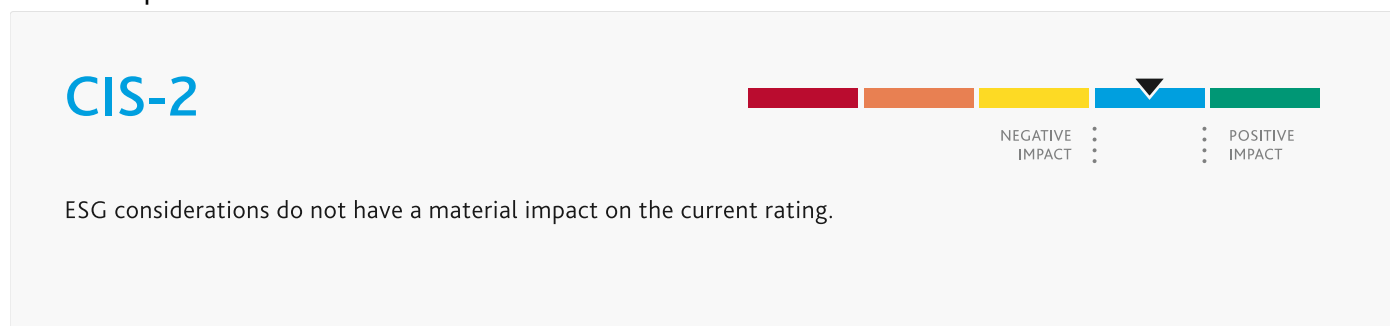 CIS-2
NEGATIVE
IMPACT
POSITIVE
IMPACT
ESG considerations do not have a material impact on the current rating.